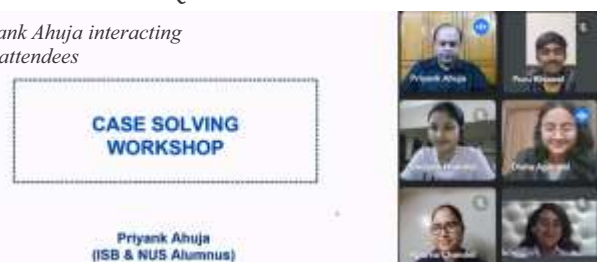 ank Ahuja interacting
attendees
CASE SOLVING
WORKSHOP
Priyank Ahuja
(ISB & NUS Alumnus)
Priyank Ahuja